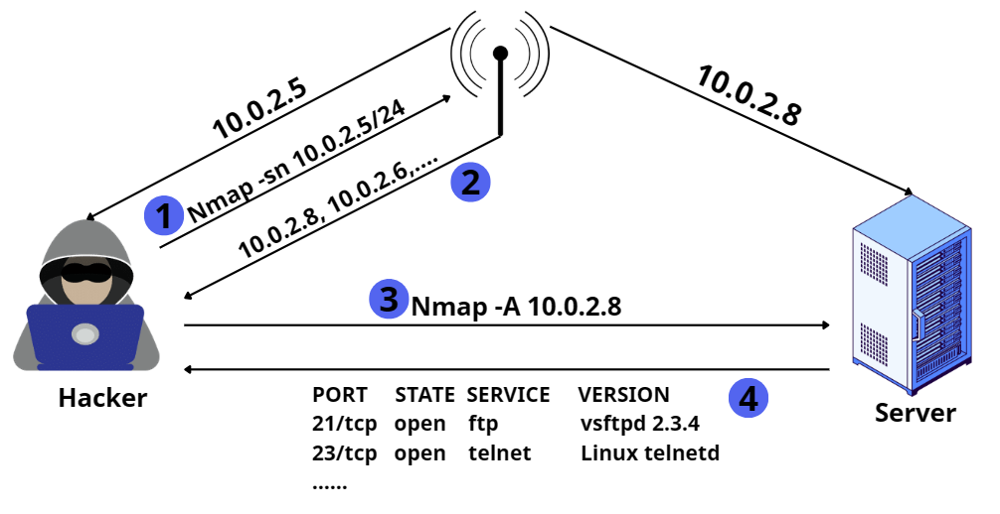 10.0.2.5
10.0.2.8
1 Nmap -sn 10.0.2.5/24
2
10.0.2.8, 10.0.2.6,....
3 Nmap -A 10.0.2.8
Hacker
Server
4
PORT STATE SERVICE VERSION
21/tcp open ftp vsftpd 2.3.4
23/tcp open telnet Linux telnetd
......